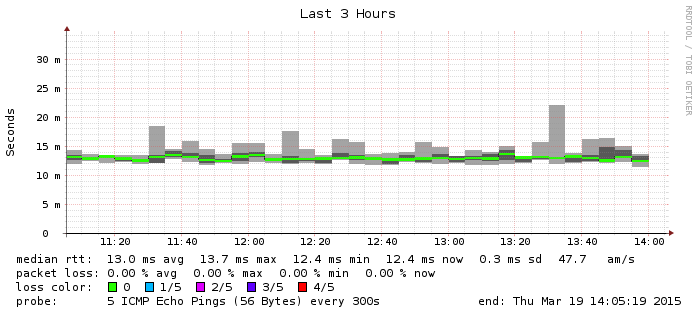 Last 3 Hours
RRDTOOL / TOBI OETIKER
Seconds
30 m
25 m
20 m
15 m
10 m
5 m
0
11:20 11:40 12:00 12:20 12:40 13:00 13:20 13:40 14:00
median rtt: 13.0 ms avg 13.7 ms max 12.4 ms min 12.4 ms now 0.3 ms sd 47.7 am/s
packet loss: 0.00 % avg 0.00 % max 0.00 % min 0.00 % now
loss color: 0 1/5 2/5 3/5 4/5
probe: 5 ICMP Echo Pings (56 Bytes) every 300s end: Thu Mar 19 14:05:19 2015